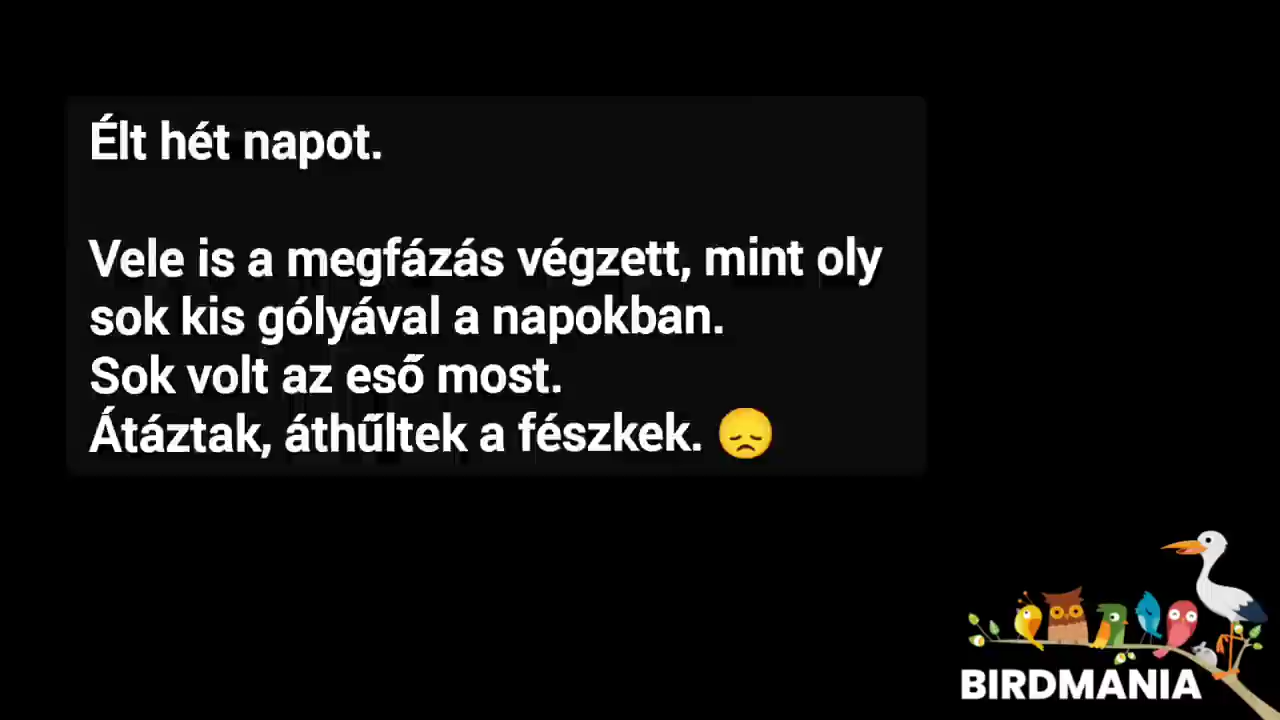 Élt hét napot.
Vele is a megfázás végzett, mint oly
sok kis gólyával a napokban.
Sok volt az eső most.
Átáztak, áthűltek a fészkek. 😞
BIRDMANIA